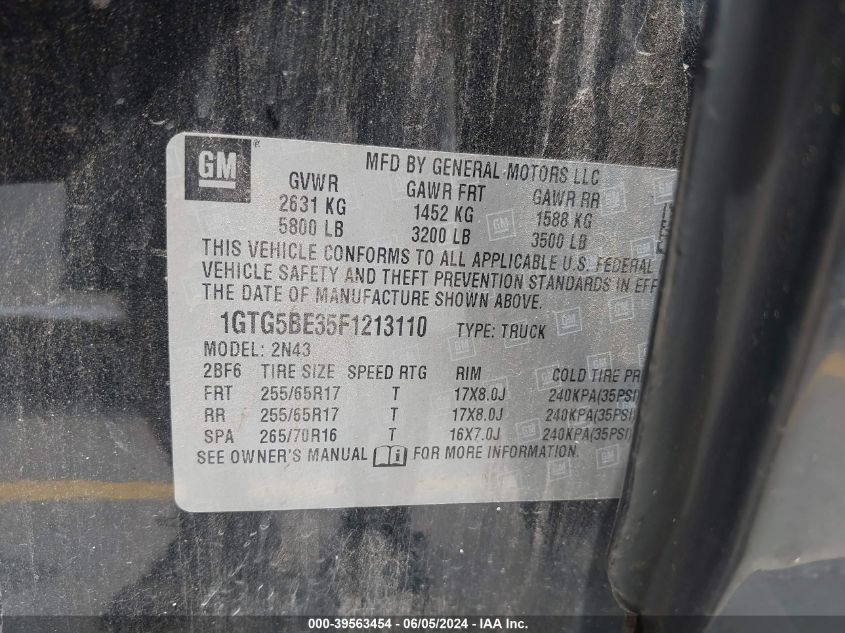 GM
MFD BY GENERAL MOTORS LLC
GVWR GAWR FRT GAWR RR
2631 KG 1452 KG 1588 KG
5800 LB 3200 LB 3500 LB
THIS VEHICLE CONFORMS TO ALL APPLICABLE U.S. FEDERAL
VEHICLE SAFETY AND THEFT PREVENTION STANDARDS IN EFF
THE DATE OF MANUFACTURE SHOWN ABOVE.
1GTG5BE35F1213110 TYPE: TRUCK
MODEL: 2N43
2BF6 TIRE SIZE SPEED RTG RIM COLD TIRE PR
FRT 255/65R17 T 17X8.0J 240KPA(35PSI)
RR 255/65R17 T 17X8.0J 240KPA(35PSI)
SPA 265/70R16 T 16X7.0J 240KPA(35PSI)
SEE OWNER'S MANUAL FOR MORE INFORMATION.
000-39563454 - 06/05/2024 - IAAI.com